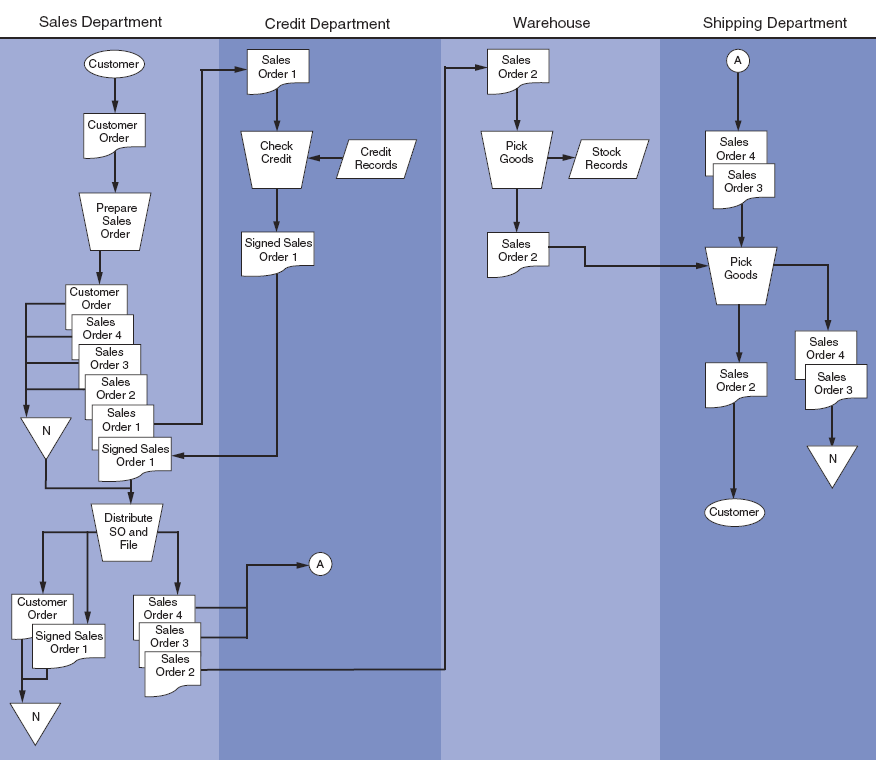 Sales Department
Credit Department
Warehouse
Shipping Department
Customer
Customer
Order
Prepare
Sales
Order
Customer
Order
Sales
Order 4
Sales
Order 3
Sales
Order 2
Sales
Order 1
Signed Sales
Order 1
N
Distribute
SO and
File
Customer
Order
Signed Sales
Order 1
N
Sales
Order 4
Sales
Order 3
Sales
Order 2
Sales
Order 1
Check
Credit
Credit
Records
Signed Sales
Order 1
A
Sales
Order 2
Pick
Goods
Stock
Records
Sales
Order 2
A
Sales
Order 4
Sales
Order 3
Pick
Goods
Sales
Order 2
Customer
Sales
Order 4
Sales
Order 3
N